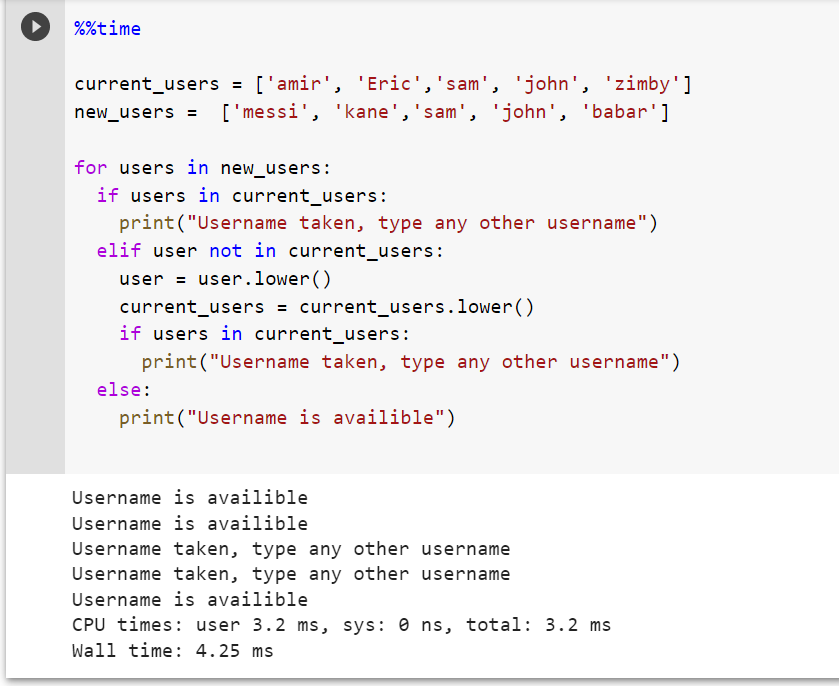 %%time
current_users = ['amir', 'Eric','sam', 'john', 'zimby']
new_users =  ['messi', 'kane','sam', 'john', 'babar']
for users in new_users:
  if users in current_users:
    print("Username taken, type any other username")
  elif user not in current_users:
    user = user.lower()
    current_users = current_users.lower()
    if users in current_users:
      print("Username taken, type any other username")
  else:
    print("Username is availible")
Username is availible
Username is availible
Username taken, type any other username
Username taken, type any other username
Username is availible
CPU times: user 3.2 ms, sys: 0 ns, total: 3.2 ms
Wall time: 4.25 ms